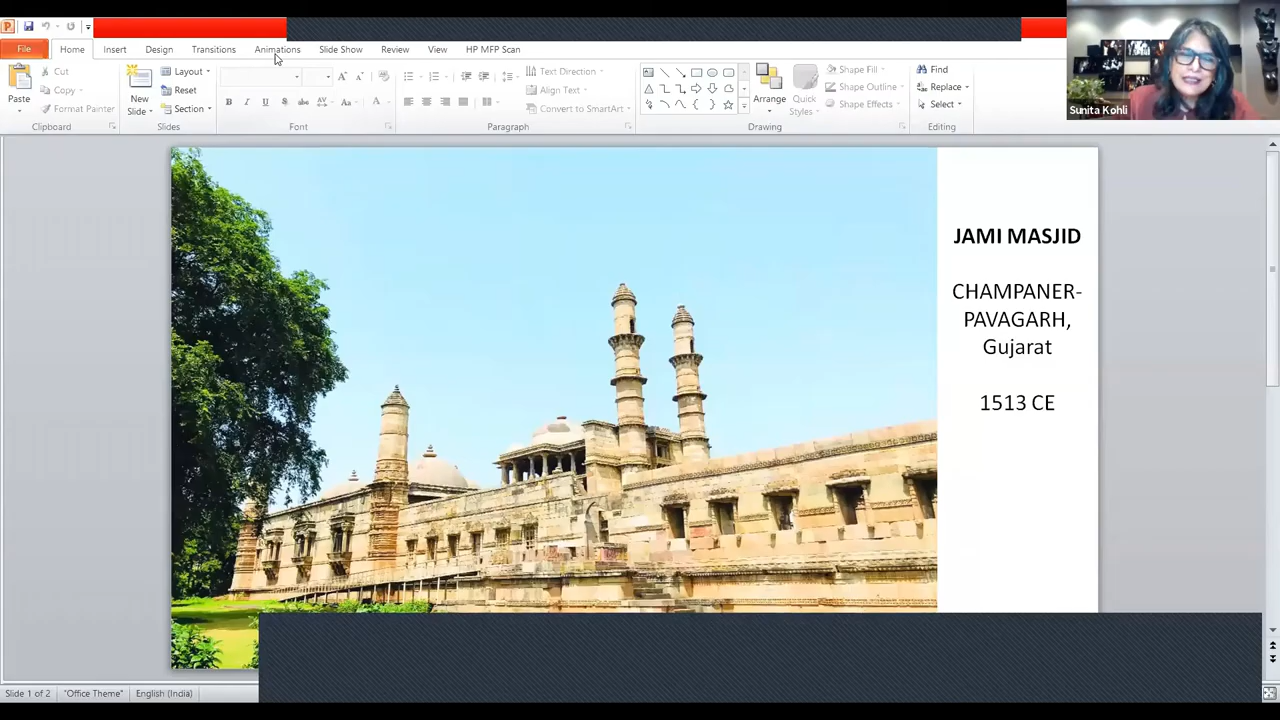 File Home Insert Design Transitions Animations Slide Show Review View HP MFP Scan
Sunita Kohli
Paste
Cut
Copy
Format Painter
Clipboard
New
Slide
Layout
Reset
Section
Slides
B I U S abc AV Aa A
Font
Text Direction
Align Text
Convert to SmartArt
Paragraph
Arrange
Quick
Styles
Shape Fill
Shape Outline
Shape Effects
Drawing
Find
Replace
Select
Editing
JAMI MASJID
CHAMPANER-
PAVAGARH,
Gujarat
1513 CE
Slide 1 of 2 "Office Theme" English (India)